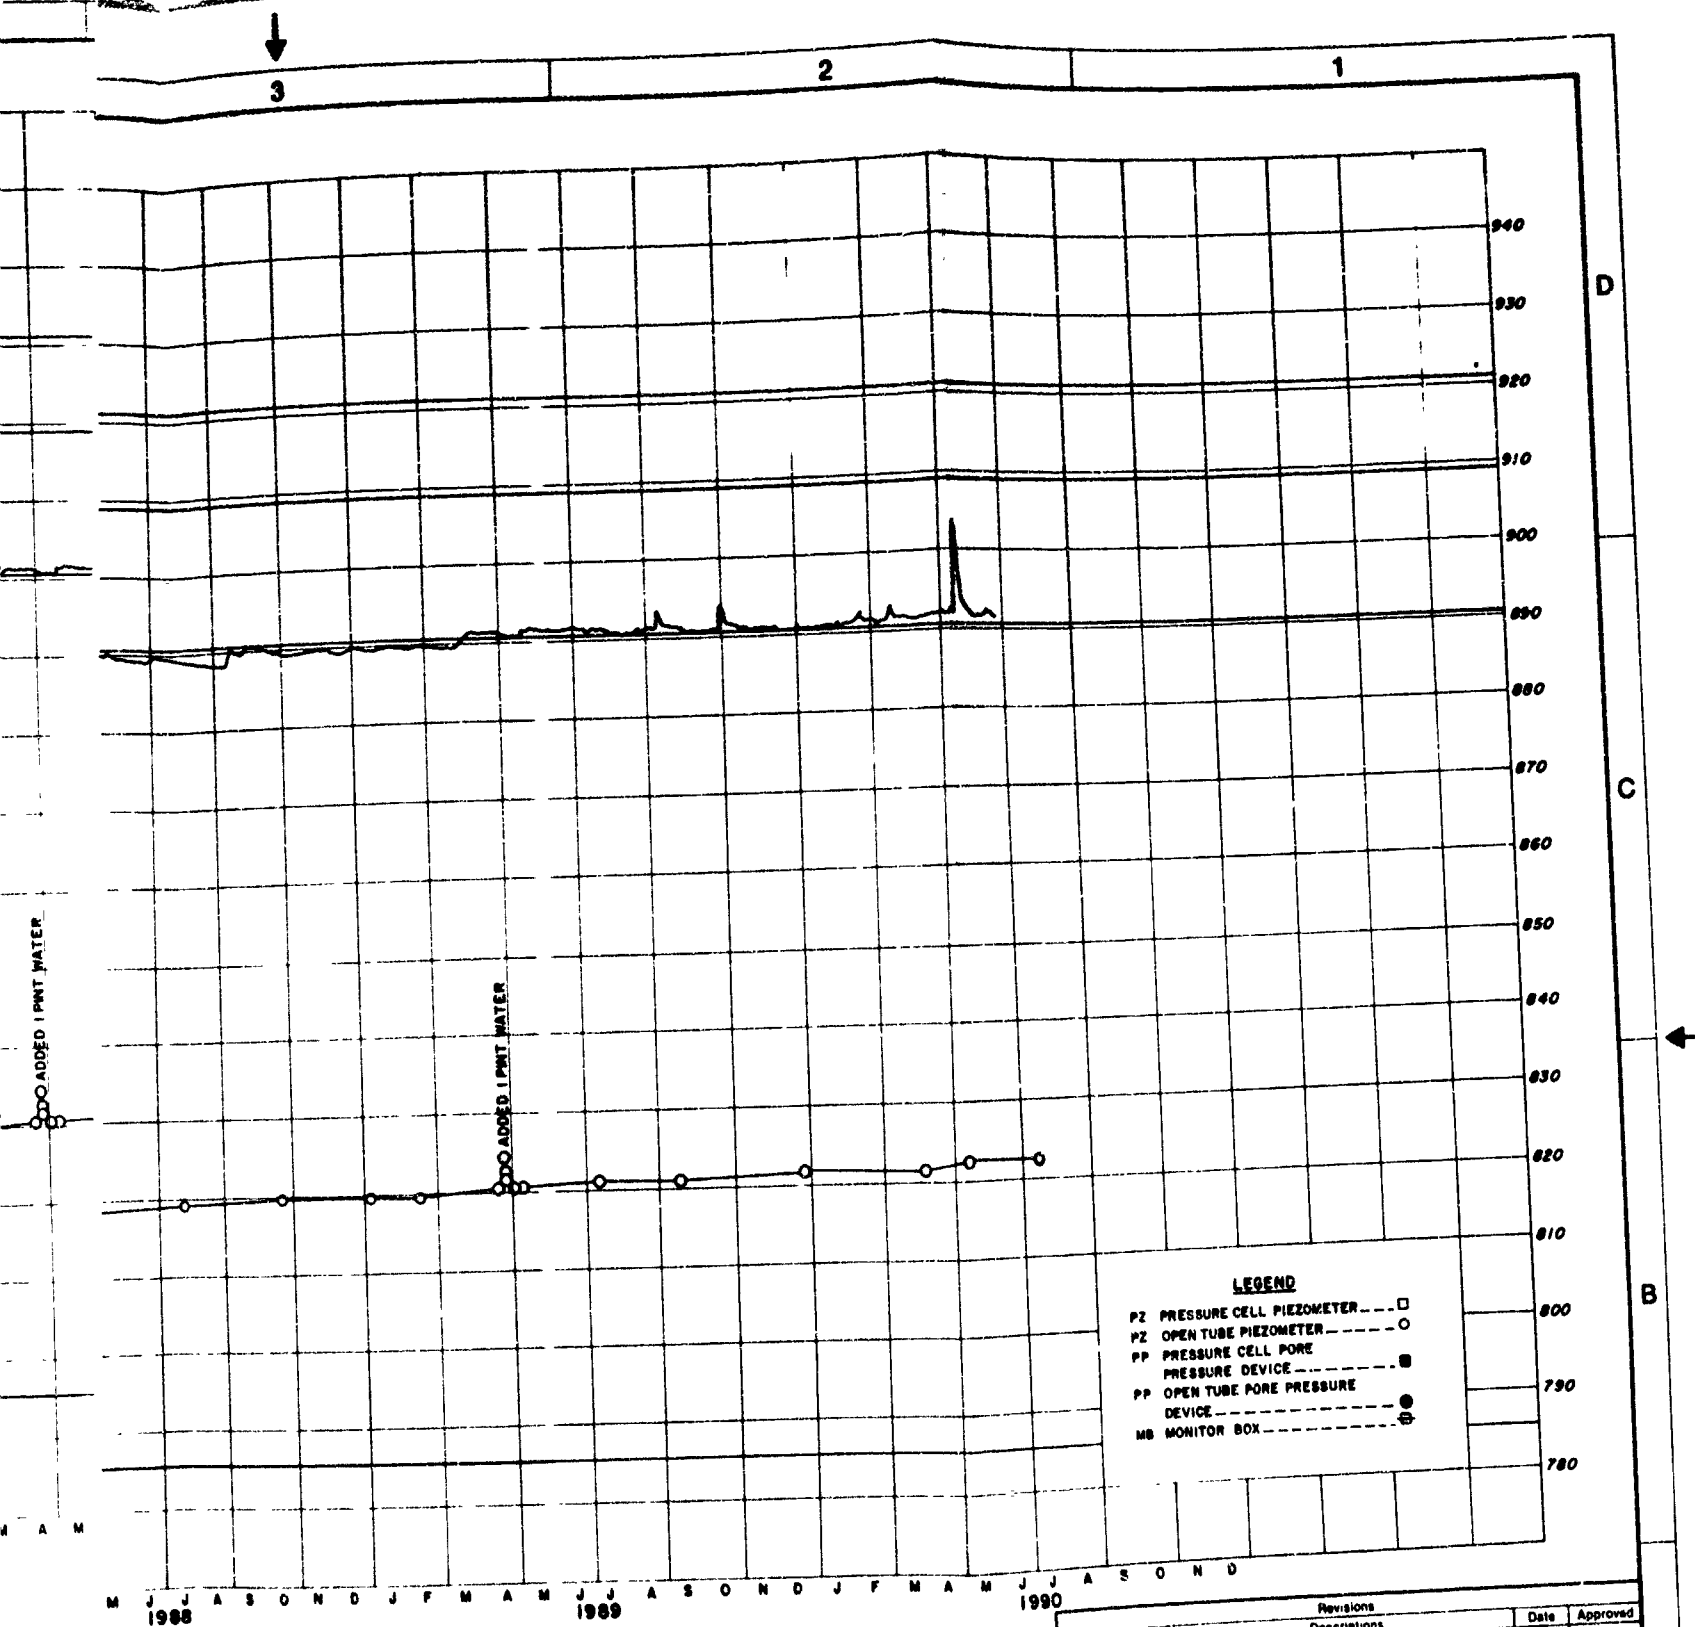 3
2
1
940
930
D
920
910
900
890
880
870
C
860
850
840
830
820
810
800
790
780
B
ADDED 1 PINT WATER
ADDED 1 PINT WATER
LEGEND
PZ PRESSURE CELL PIEZOMETER
PZ OPEN TUBE PIEZOMETER
PP PRESSURE CELL PORE
PRESSURE DEVICE
PP OPEN TUBE PORE PRESSURE
DEVICE
MB MONITOR BOX
M A M
M J J A S O N D J F M A M J J A S O N D J F M A M J J A S O N D
1988 1989 1990
Revisions
Descriptions Date Approved